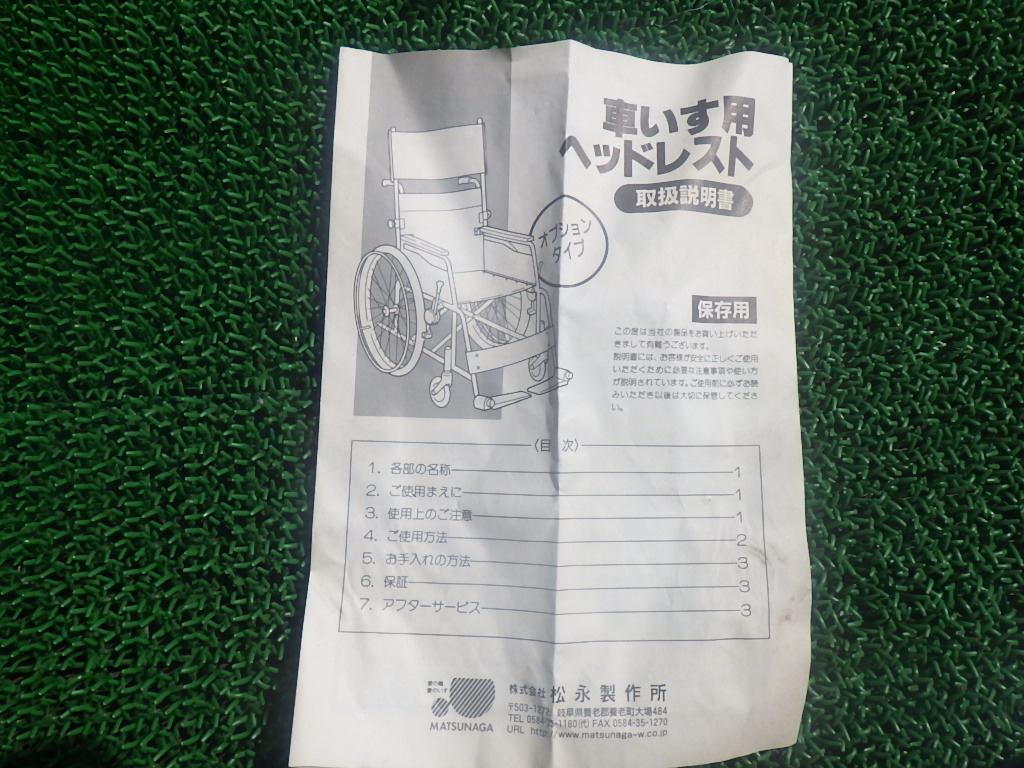 車いす用
ヘッドレスト
取扱説明書
オプション
タイプ
保存用
この度は当社の製品をお買い上げいただ
きまして有難うございます。
説明書には、お客様が安全に正しくご使用
いただくために必要な注意事項や使い方
が説明されています。ご使用前に必ずお読
みいただき以後は大切に保管してくださ
い。
〈目 次〉
1. 各部の名称 1
2. ご使用まえに 1
3. 使用上のご注意 1
4. ご使用方法 2
5. お手入れの方法 3
6. 保証 3
7. アフターサービス 3
MATSUNAGA
株式会社 松永製作所
岐阜県養老郡養老町大場484
TEL 0584-35-1180(代) FAX 0584-35-1270
URL http://www.matsunaga-w.co.jp